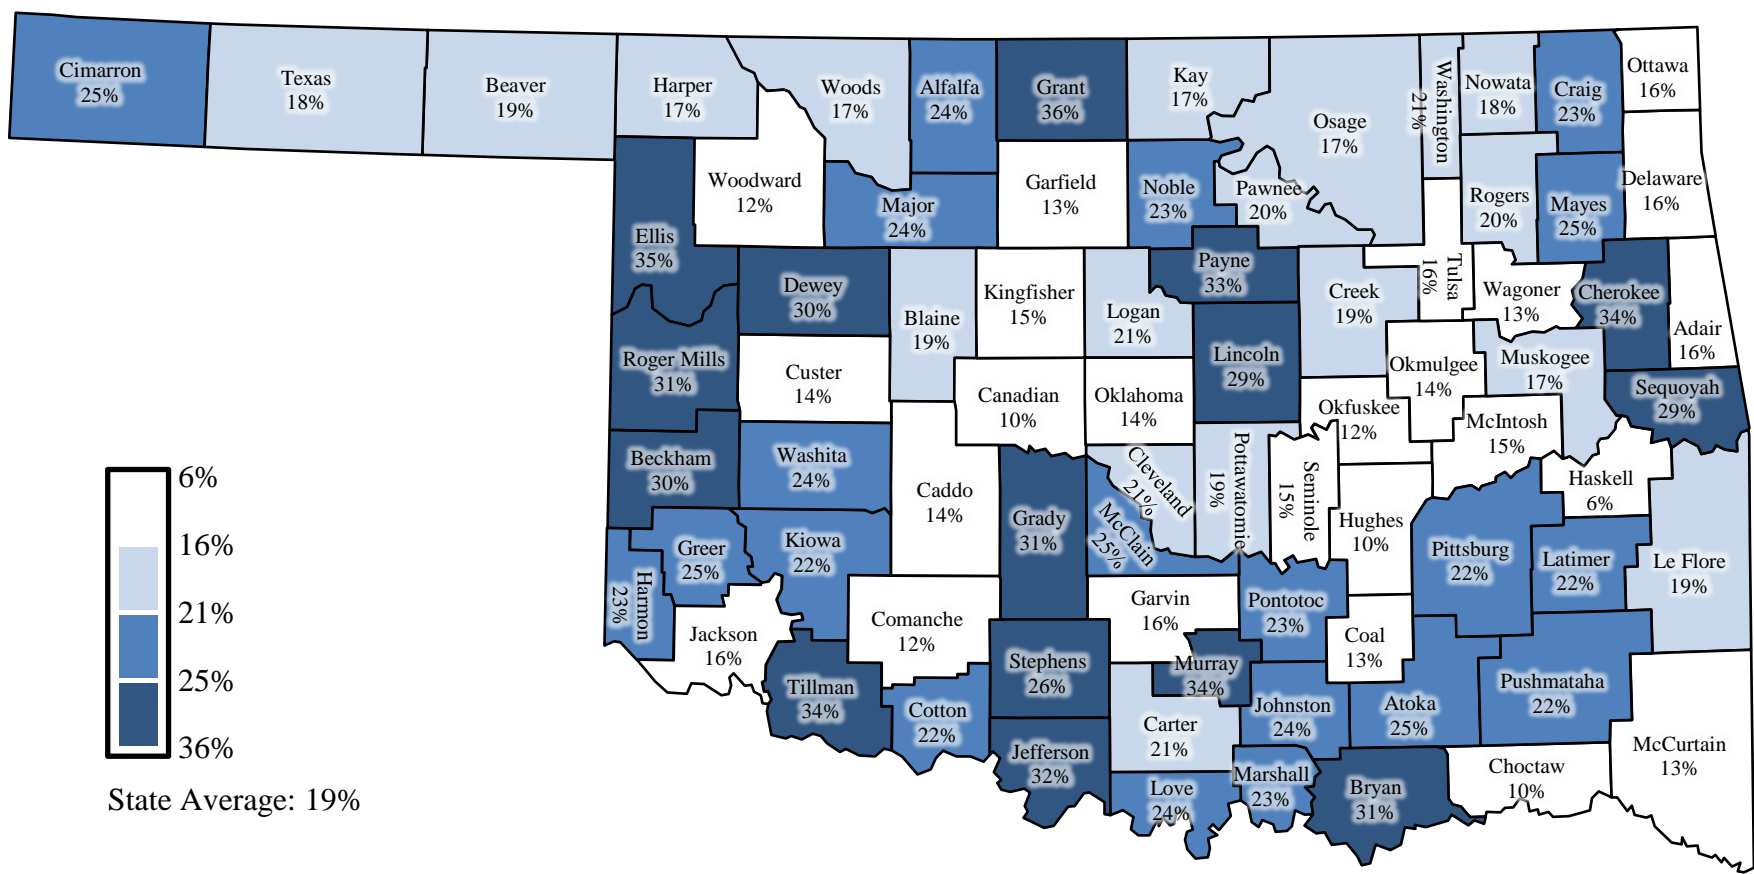 Cimarron
25%
Texas
18%
Beaver
19%
Harper
17%
Woods
17%
Alfalfa
24%
Grant
36%
Kay
17%
Osage
17%
Washington
21%
Nowata
18%
Craig
23%
Ottawa
16%
Woodward
12%
Major
24%
Garfield
13%
Noble
23%
Pawnee
20%
Rogers
20%
Mayes
25%
Delaware
16%
Ellis
35%
Dewey
30%
Blaine
19%
Kingfisher
15%
Logan
21%
Payne
33%
Creek
19%
Tulsa
16%
Wagoner
13%
Cherokee
34%
Adair
16%
Roger Mills
31%
Custer
14%
Canadian
10%
Oklahoma
14%
Lincoln
29%
Okfuskee
12%
Okmulgee
14%
Muskogee
17%
McIntosh
15%
Sequoyah
29%
Beckham
30%
Washita
24%
Caddo
14%
Grady
31%
Cleveland
21%
McClain
25%
Pottawatomie
19%
Seminole
15%
Hughes
10%
Pittsburg
22%
Haskell
6%
Latimer
22%
Le Flore
19%
Harmon
23%
Greer
25%
Kiowa
22%
Jackson
16%
Comanche
12%
Stephens
26%
Garvin
16%
Murray
34%
Pontotoc
23%
Coal
13%
Tillman
34%
Cotton
22%
Jefferson
32%
Carter
21%
Love
24%
Johnston
24%
Marshall
23%
Atoka
25%
Bryan
31%
Pushmataha
22%
Choctaw
10%
McCurtain
13%
6%
16%
21%
25%
36%
State Average: 19%